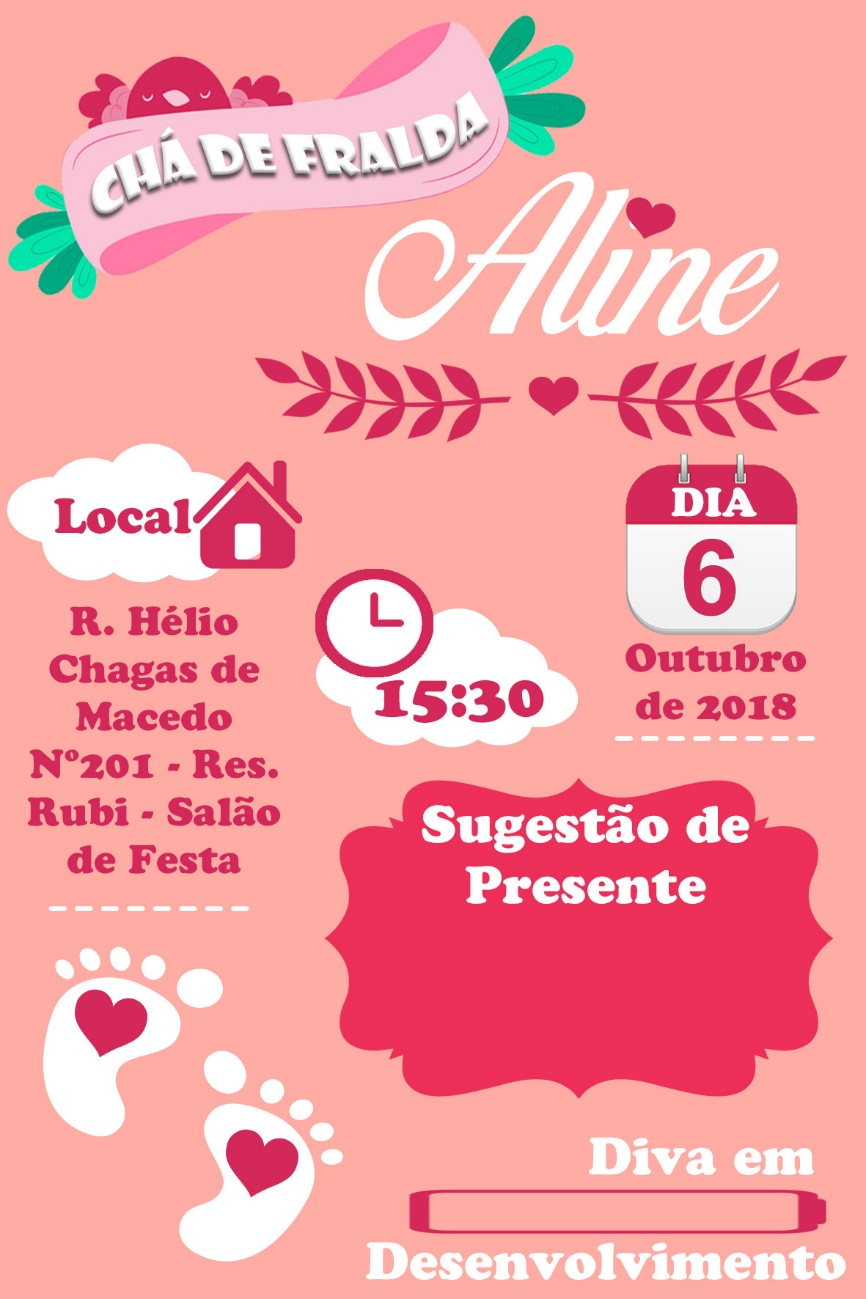 CHÁ DE FRALDA
Aline
Local
R. Hélio
Chagas de
Macedo
Nº201 - Res.
Rubi - Salão
de Festa
15:30
DIA
6
Outubro
de 2018
Sugestão de
Presente
Diva em
Desenvolvimento